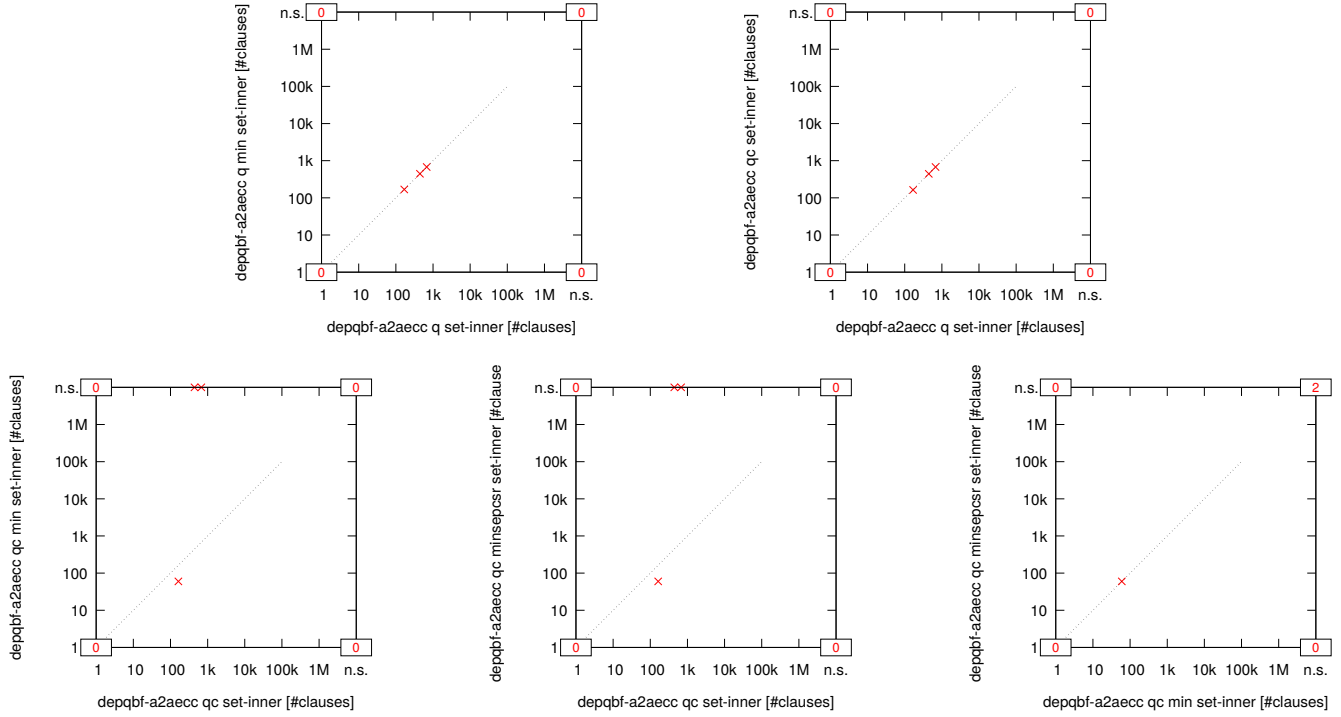 n.s. 0 0
1M
100k
10k
1k
100
10
1 0 0
1 10 100 1k 10k 100k 1M n.s.
depqbf-a2aecc q min set-inner [#clauses]
depqbf-a2aecc q set-inner [#clauses]
n.s. 0 0
1M
100k
10k
1k
100
10
1 0 0
1 10 100 1k 10k 100k 1M n.s.
depqbf-a2aecc qc set-inner [#clauses]
depqbf-a2aecc q set-inner [#clauses]
n.s. 0 0
1M
100k
10k
1k
100
10
1 0 0
1 10 100 1k 10k 100k 1M n.s.
depqbf-a2aecc qc min set-inner [#clauses]
depqbf-a2aecc qc set-inner [#clauses]
n.s. 0 0
1M
100k
10k
1k
100
10
1 0 0
1 10 100 1k 10k 100k 1M n.s.
depqbf-a2aecc qc minsepcsr set-inner [#clause
depqbf-a2aecc qc set-inner [#clauses]
n.s. 0 2
1M
100k
10k
1k
100
10
1 0 0
1 10 100 1k 10k 100k 1M n.s.
depqbf-a2aecc qc minsepcsr set-inner [#clause
depqbf-a2aecc qc min set-inner [#clauses]